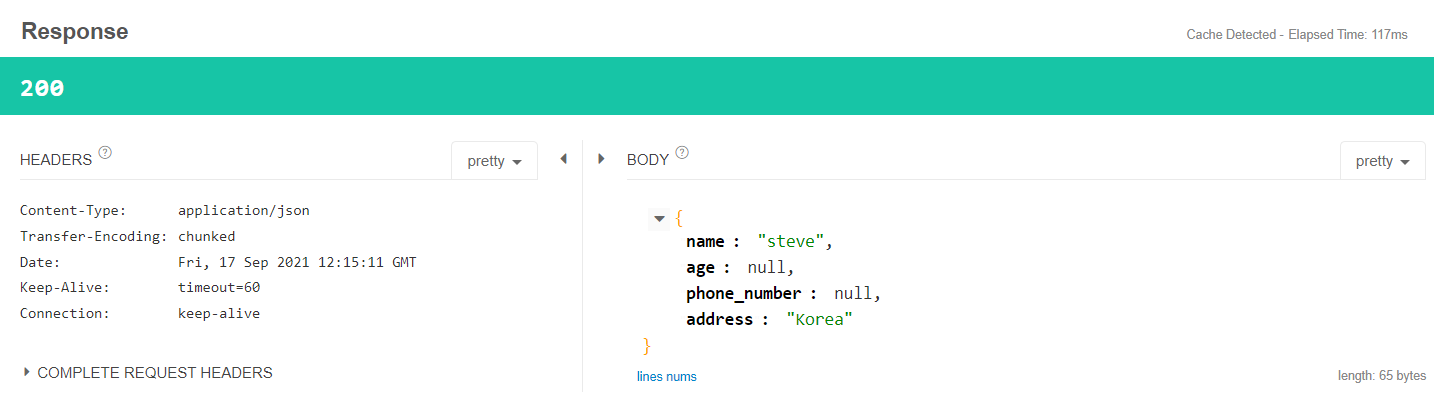 Response
Cache Detected - Elapsed Time: 117ms
200
HEADERS ?
pretty
Content-Type: application/json
Transfer-Encoding: chunked
Date: Fri, 17 Sep 2021 12:15:11 GMT
Keep-Alive: timeout=60
Connection: keep-alive
COMPLETE REQUEST HEADERS
BODY ?
pretty
{
name : "steve",
age : null,
phone_number : null,
address : "Korea"
}
lines nums
length: 65 bytes